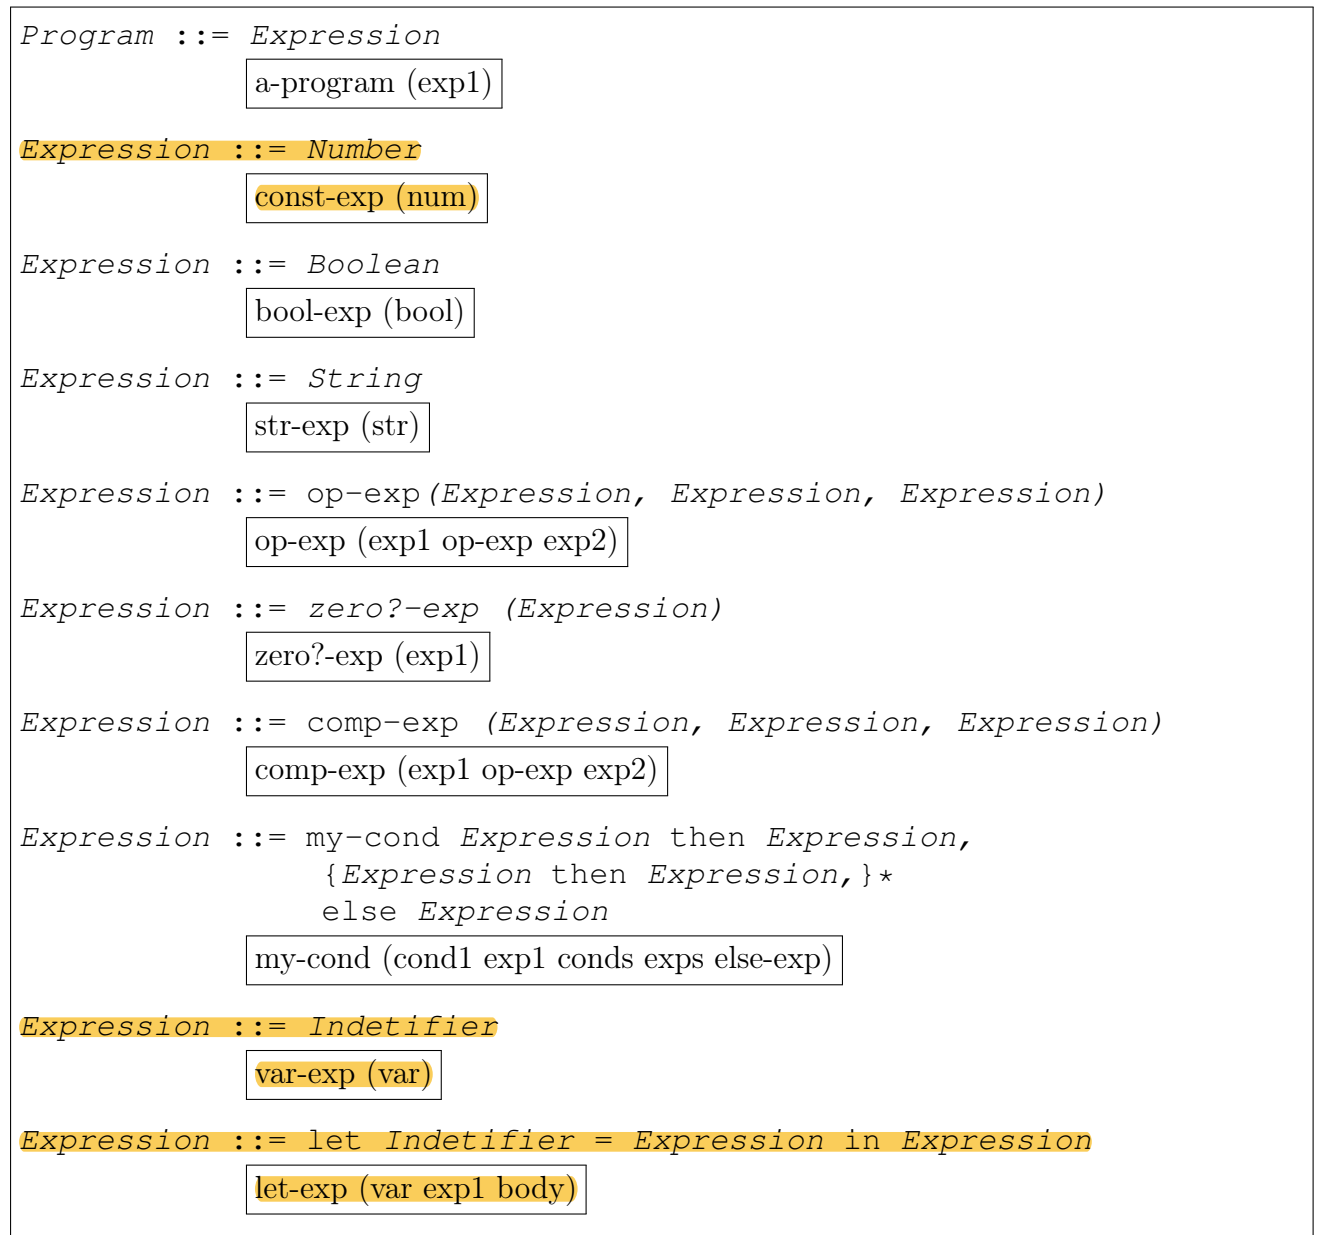 Program ::= Expression
a-program (exp1)
Expression ::= Number
const-exp (num)
Expression ::= Boolean
bool-exp (bool)
Expression ::= String
str-exp (str)
Expression ::= op-exp(Expression, Expression, Expression)
op-exp (exp1 op-exp exp2)
Expression ::= zero?-exp (Expression)
zero?-exp (exp1)
Expression ::= comp-exp (Expression, Expression, Expression)
comp-exp (exp1 op-exp exp2)
Expression ::= my-cond Expression then Expression,
{Expression then Expression,}*
else Expression
my-cond (cond1 exp1 conds exps else-exp)
Expression ::= Indetifier
var-exp (var)
Expression ::= let Indetifier = Expression in Expression
let-exp (var exp1 body)